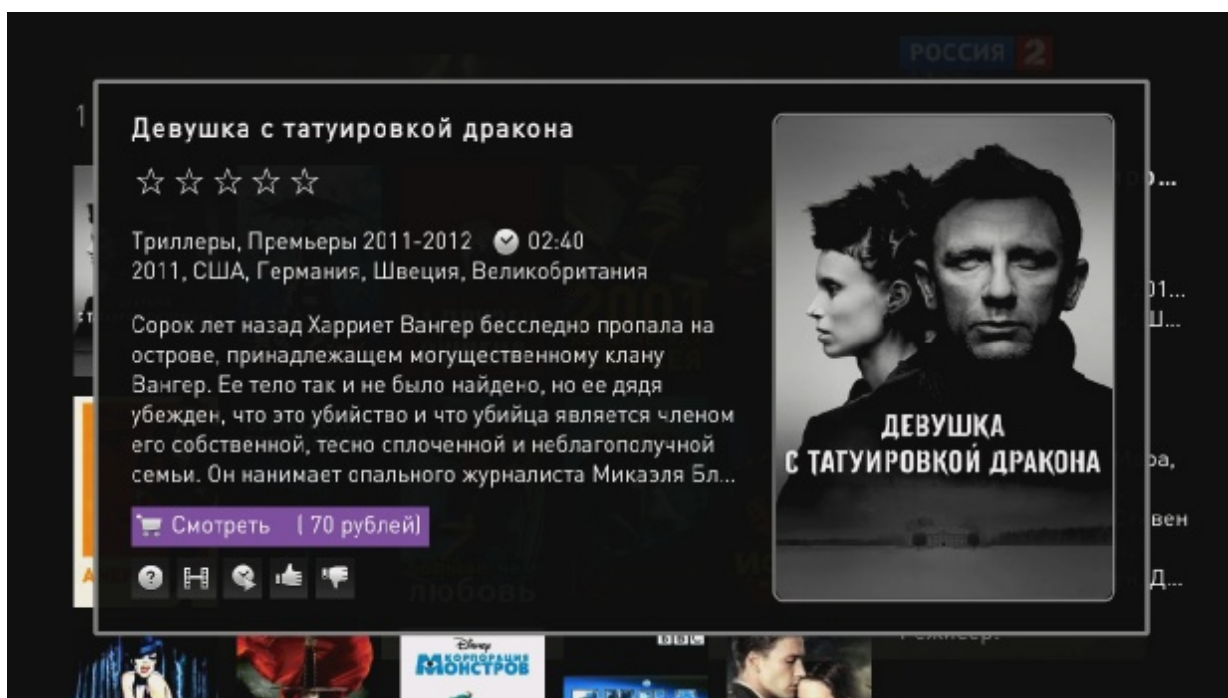 РОССИЯ 2
1
Девушка с татуировкой дракона
Триллеры, Премьеры 2011-2012 02:40
2011, США, Германия, Швеция, Великобритания
Сорок лет назад Харриет Вангер бесследно пропала на
острове, принадлежащем могущественному клану
Вангер. Ее тело так и не было найдено, но ее дядя
убежден, что это убийство и что убийца является членом
его собственной, тесно сплоченной и неблагополучной
семьи. Он нанимает опального журналиста Микаэля Бл...
Смотреть ( 70 рублей)
ДЕВУШКА
С ТАТУИРОВКОЙ ДРАКОНА
любовь
Режиссер:
Disney
КОРПОРАЦИЯ
МОНСТРОВ
BBC